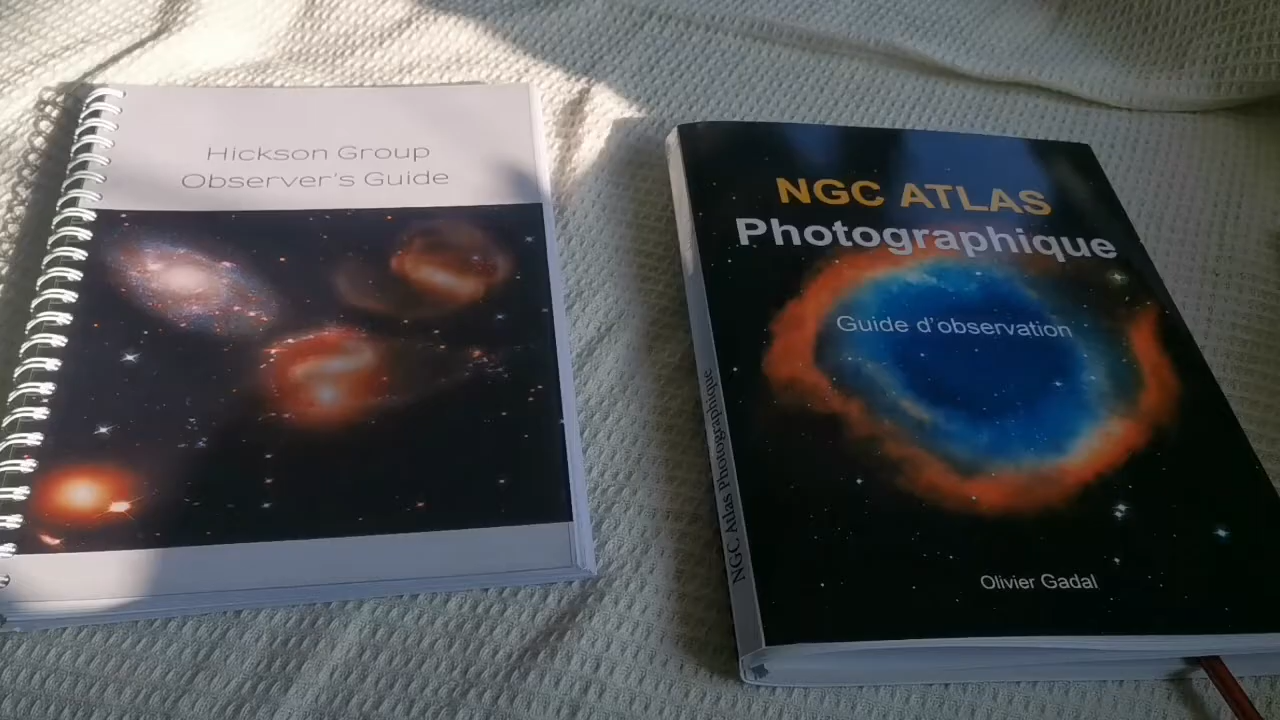 Hickson Group
Observer's Guide
NGC ATLAS
Photographique
Guide d'observation
Olivier Gadal
NGC Atlas Photographique